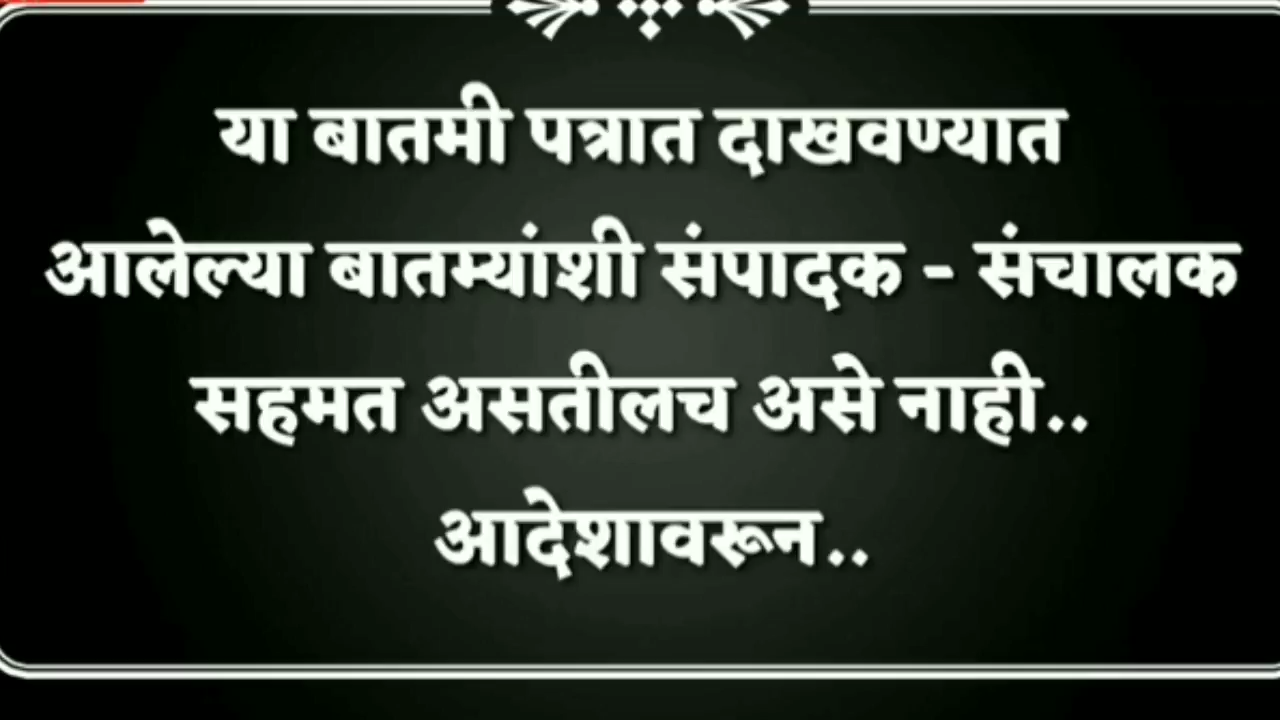 या बातमी पत्रात दाखवण्यात
आलेल्या बातम्यांशी संपादक - संचालक
सहमत असतीलच असे नाही..
आदेशावरून..